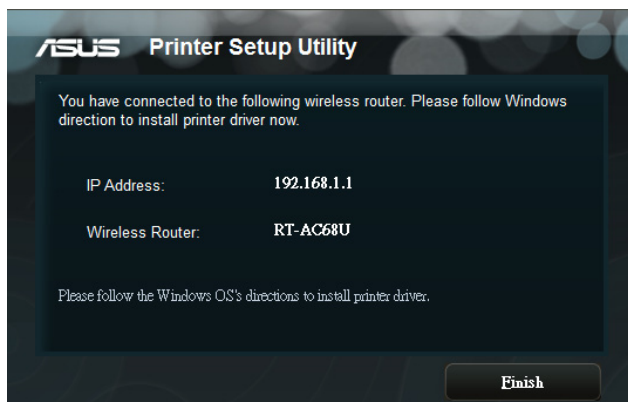 ASUS Printer Setup Utility
You have connected to the following wireless router. Please follow Windows
direction to install printer driver now.
IP Address: 192.168.1.1
Wireless Router: RT-AC68U
Please follow the Windows OS's directions to install printer driver.
Finish